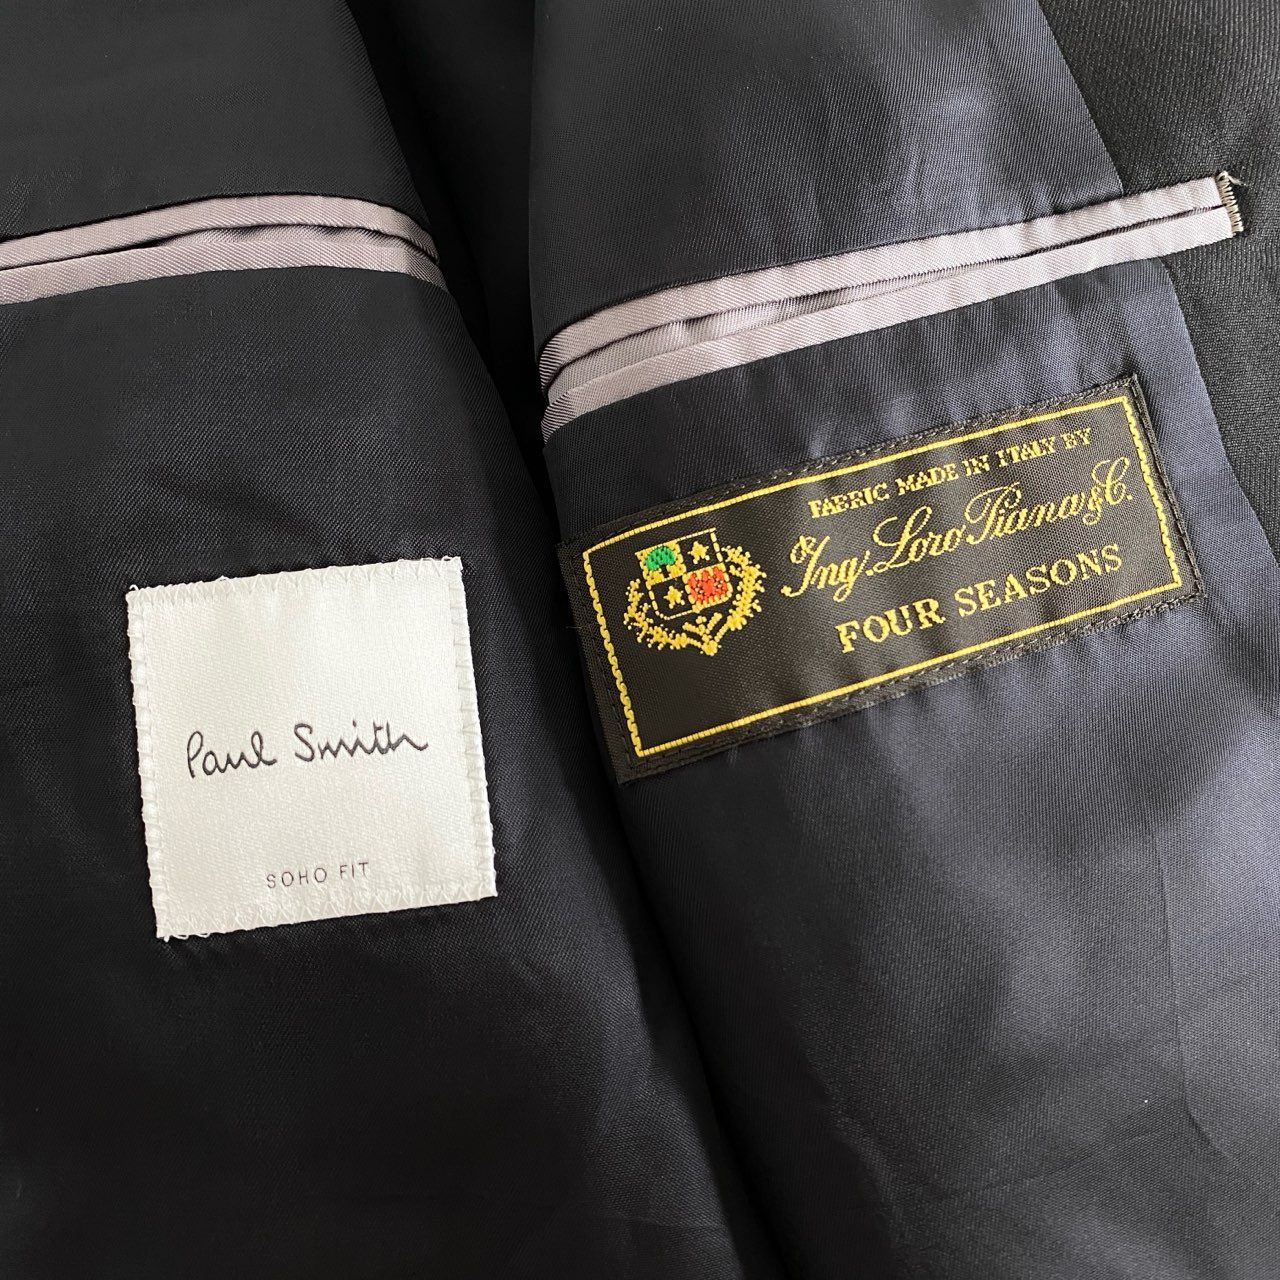 Paul Smith
SOHO FIT
FABRIC MADE IN ITALY BY
Ing. Loro Piana & C.
FOUR SEASONS